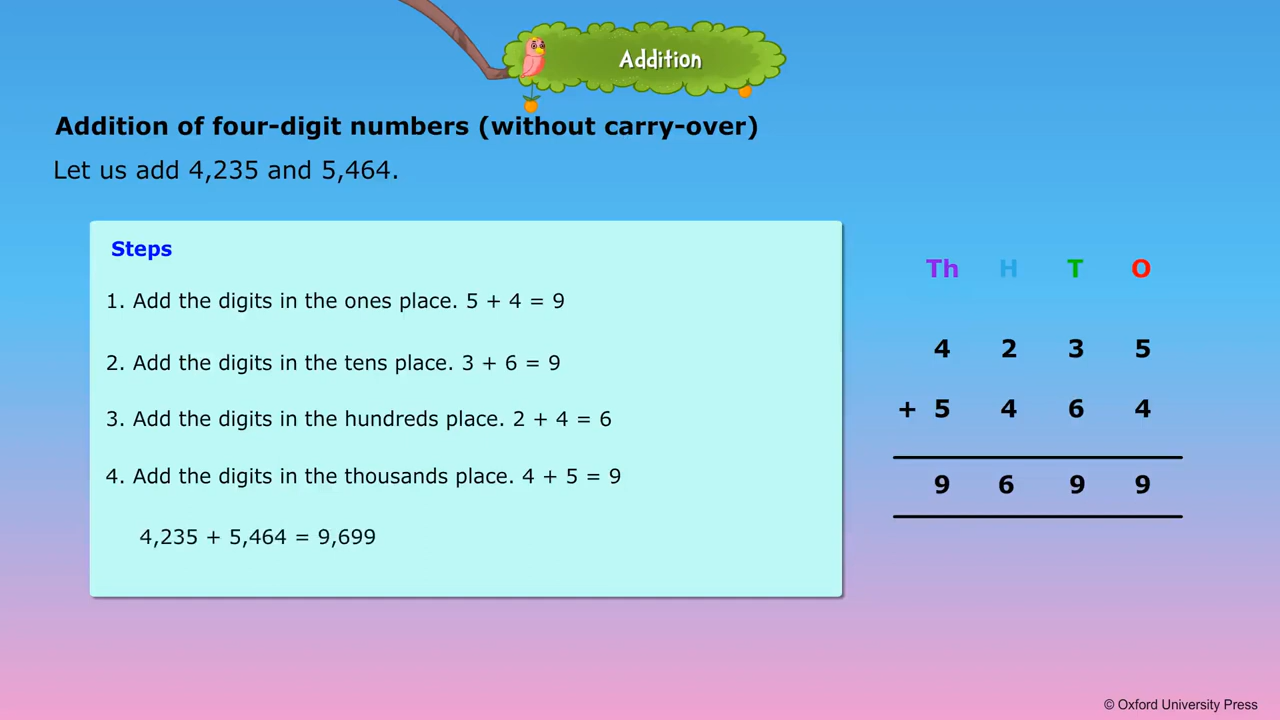 Addition
Addition of four-digit numbers (without carry-over)
Let us add 4,235 and 5,464.
Steps
1. Add the digits in the ones place. 5 + 4 = 9
2. Add the digits in the tens place. 3 + 6 = 9
3. Add the digits in the hundreds place. 2 + 4 = 6
4. Add the digits in the thousands place. 4 + 5 = 9
4,235 + 5,464 = 9,699
Th H T O
4 2 3 5
+ 5 4 6 4
9 6 9 9
© Oxford University Press